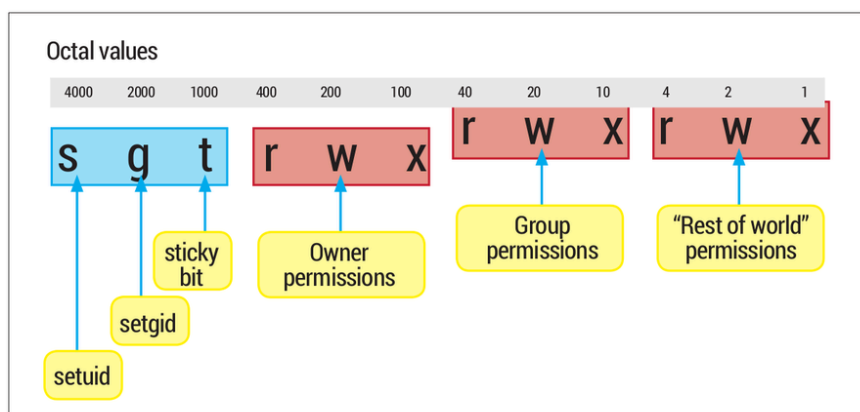 Octal values
4000 2000 1000 400 200 100 40 20 10 4 2 1
s g t r w x r w x r w x
sticky
bit
Owner
permissions
Group
permissions
“Rest of world”
permissions
setgid
setuid